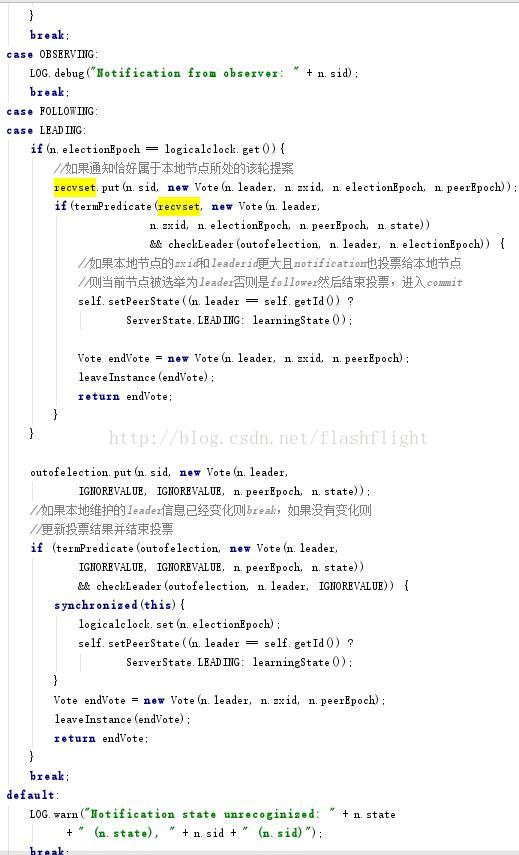 }
break;
case OBSERVING:
LOG.debug("Notification from observer: " + n.sid);
break;
case FOLLOWING:
case LEADING:
if(n.electionEpoch == logicalclock.get()){
//如果通知恰好属于本地节点所处的该轮提案
recvset.put(n.sid, new Vote(n.leader, n.zxid, n.electionEpoch, n.peerEpoch));
if(termPredicate(recvset, new Vote(n.leader,
n.zxid, n.electionEpoch, n.peerEpoch, n.state))
&& checkLeader(outofelection, n.leader, n.electionEpoch)) {
//如果本地节点的zxid和leaderid更大且notification也投票给本地节点
//则当前节点被选举为leader否则是follower然后结束投票，进入commit
self.setPeerState((n.leader == self.getId()) ?
ServerState.LEADING: learningState());
Vote endVote = new Vote(n.leader, n.zxid, n.peerEpoch);
leaveInstance(endVote);
return endVote;
}
}
http://blog.csdn.net/flashflight
outofelection.put(n.sid, new Vote(n.leader,
IGNOREVALUE, IGNOREVALUE, n.peerEpoch, n.state));
//如果本地维护的leader信息已经变化则break，如果没有变化则
//更新投票结果并结束投票
if (termPredicate(outofelection, new Vote(n.leader,
IGNOREVALUE, IGNOREVALUE, n.peerEpoch, n.state))
&& checkLeader(outofelection, n.leader, IGNOREVALUE)) {
synchronized(this){
logicalclock.set(n.electionEpoch);
self.setPeerState((n.leader == self.getId()) ?
ServerState.LEADING: learningState());
}
Vote endVote = new Vote(n.leader, n.zxid, n.peerEpoch);
leaveInstance(endVote);
return endVote;
}
break;
default:
LOG.warn("Notification state unrecoginized: " + n.state
+ " (n.state), " + n.sid + " (n.sid)");
break;